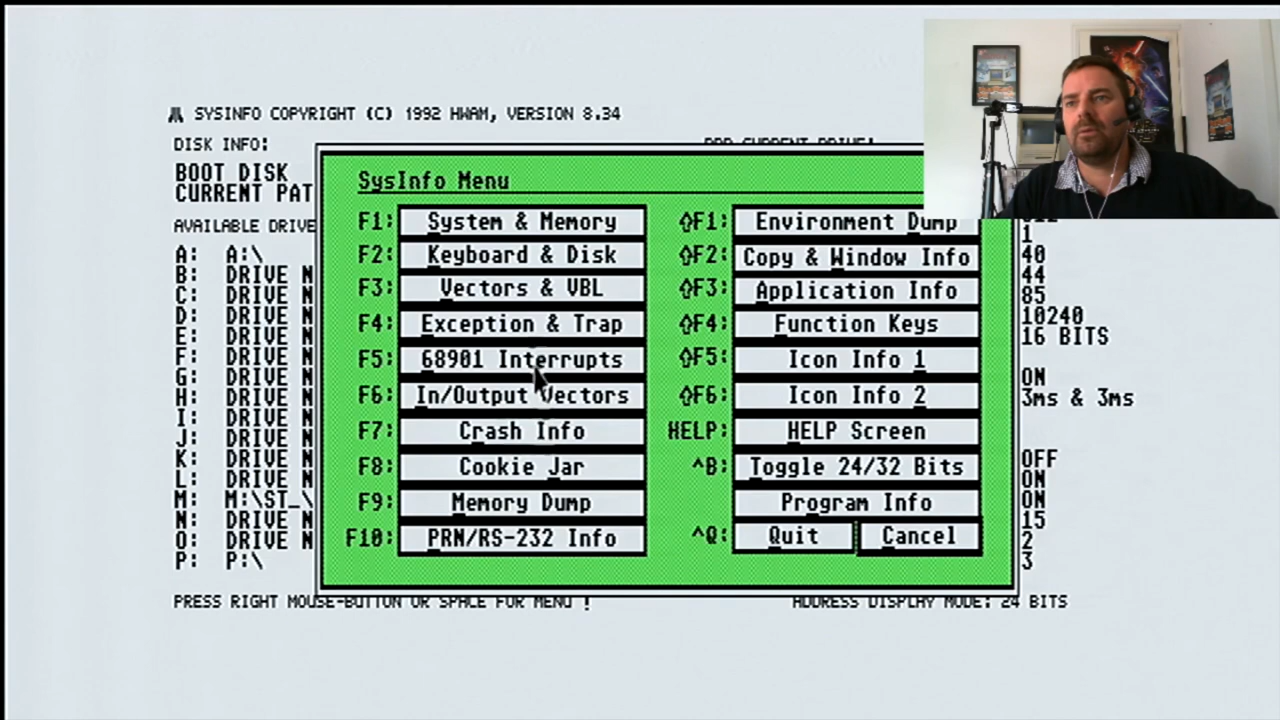 SYSINFO COPYRIGHT (C) 1992 HWAM, VERSION 8.34
DISK INFO:
CURRENT DRIVE:
BOOT DISK
CURRENT PAT
AVAILABLE DRIVE
A: A:\
B: DRIVE N
C: DRIVE N
D: DRIVE N
E: DRIVE N
F: DRIVE N
G: DRIVE N
H: DRIVE N
I: DRIVE N
J: DRIVE N
K: DRIVE N
L: DRIVE N
M: M:\ST_\
N: DRIVE N
O: DRIVE N
P: P:\
SysInfo Menu
F1: System & Memory
F2: Keyboard & Disk
F3: Vectors & VBL
F4: Exception & Trap
F5: 68901 Interrupts
F6: In/Output Vectors
F7: Crash Info
F8: Cookie Jar
F9: Memory Dump
F10: PRN/RS-232 Info
⇧F1: Environment Dump
⇧F2: Copy & Window Info
⇧F3: Application Info
⇧F4: Function Keys
⇧F5: Icon Info 1
⇧F6: Icon Info 2
HELP: HELP Screen
^B: Toggle 24/32 Bits
Program Info
^Q: Quit Cancel
1
40
44
85
10240
16 BITS
ON
3ms & 3ms
OFF
ON
ON
15
2
3
PRESS RIGHT MOUSE-BUTTON OR SPACE FOR MENU !
ADDRESS DISPLAY MODE: 24 BITS